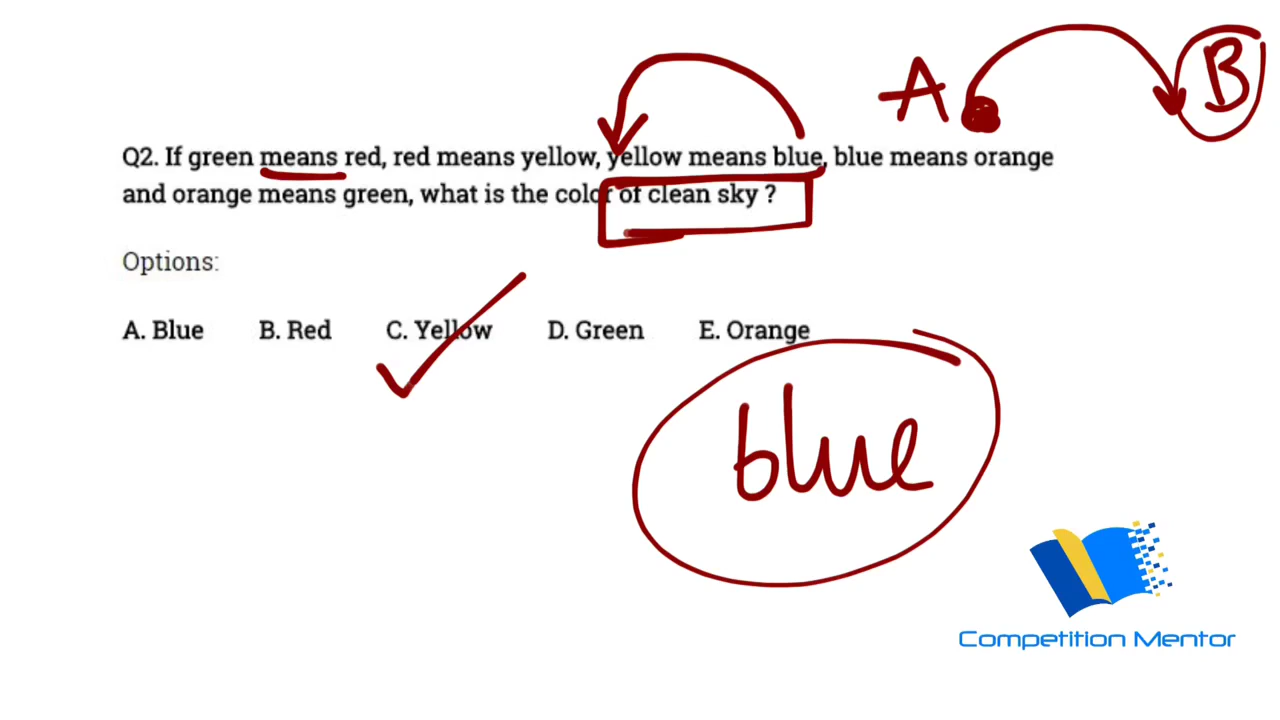 A B
Q2. If green means red, red means yellow, yellow means blue, blue means orange
and orange means green, what is the color of clean sky ?
Options:
A. Blue B. Red C. Yellow D. Green E. Orange
blue
Competition Mentor